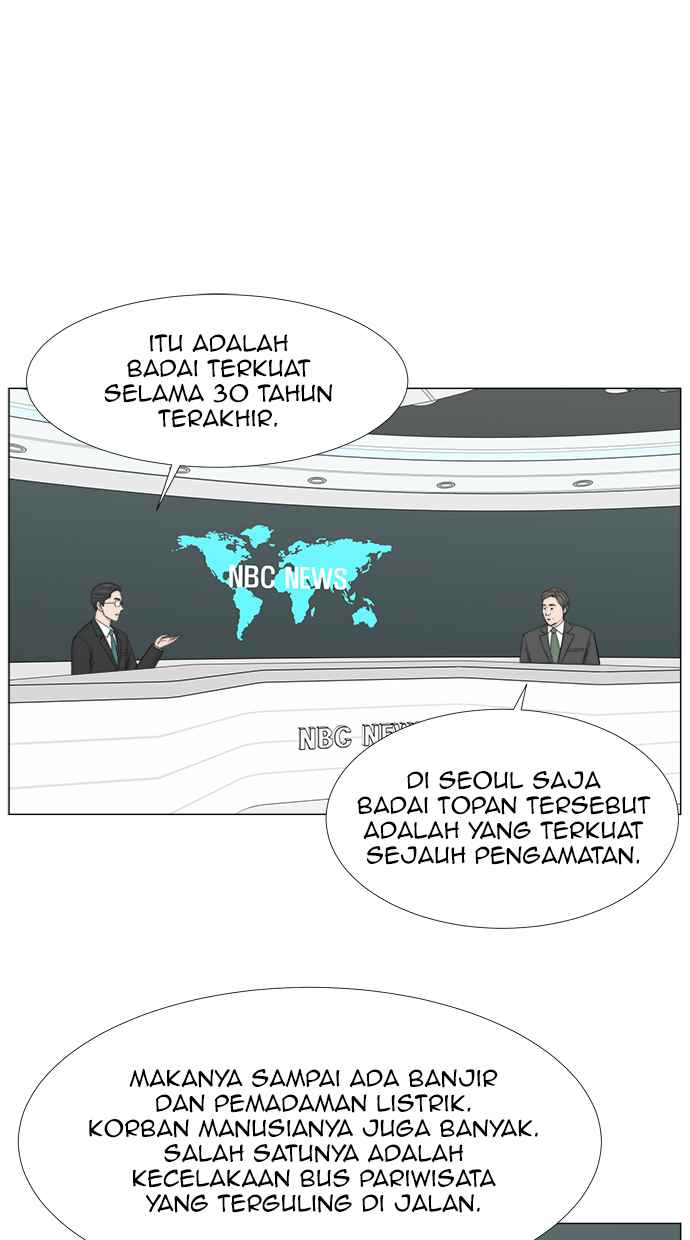 ITU ADALAH
BADAI TERKUAT
SELAMA 30 TAHUN
TERAKHIR.
NBC NEWS
NBC NEW
DI SEOUL SAJA
BADAI TOPAN TERSEBUT
ADALAH YANG TERKUAT
SEJAUH PENGAMATAN.
MAKANYA SAMPAI ADA BANJIR
DAN PEMADAMAN LISTRIK.
KORBAN MANUSIANYA JUGA BANYAK.
SALAH SATUNYA ADALAH
KECELAKAAN BUS PARIWISATA
YANG TERGULING DI JALAN.